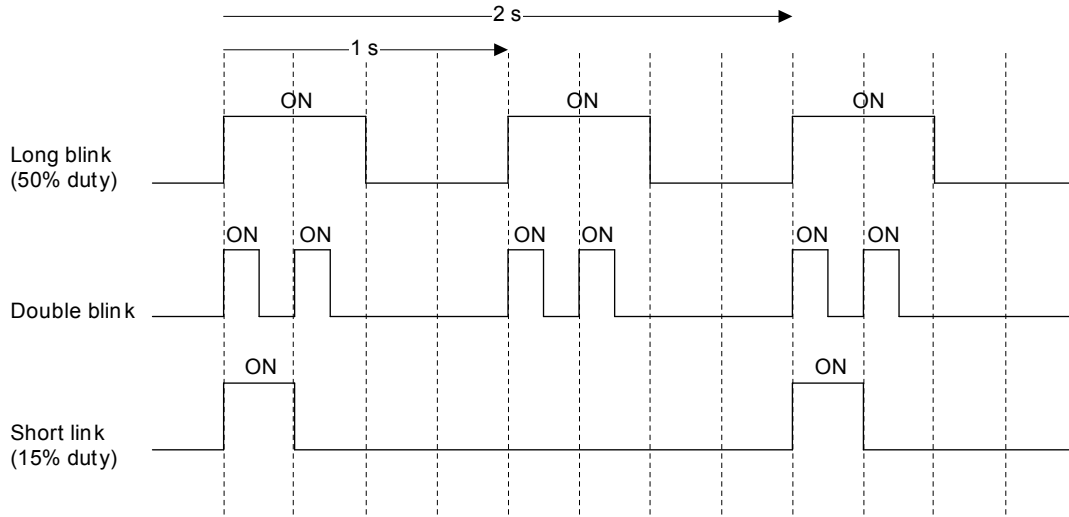 2 s
1 s
ON ON ON
Long blink
(50% duty)
ON ON ON ON ON ON
Double blink
ON ON
Short link
(15% duty)